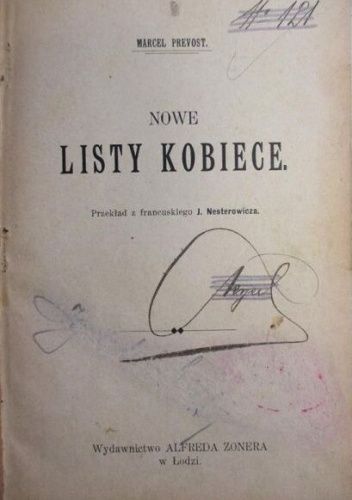 MARCEL PREVOST.
№ 121
NOWE
LISTY KOBIECE.
Przekład z francuskiego J. Nesterowicza.
Wydawnictwo ALFREDA ZONERA
w Łodzi.